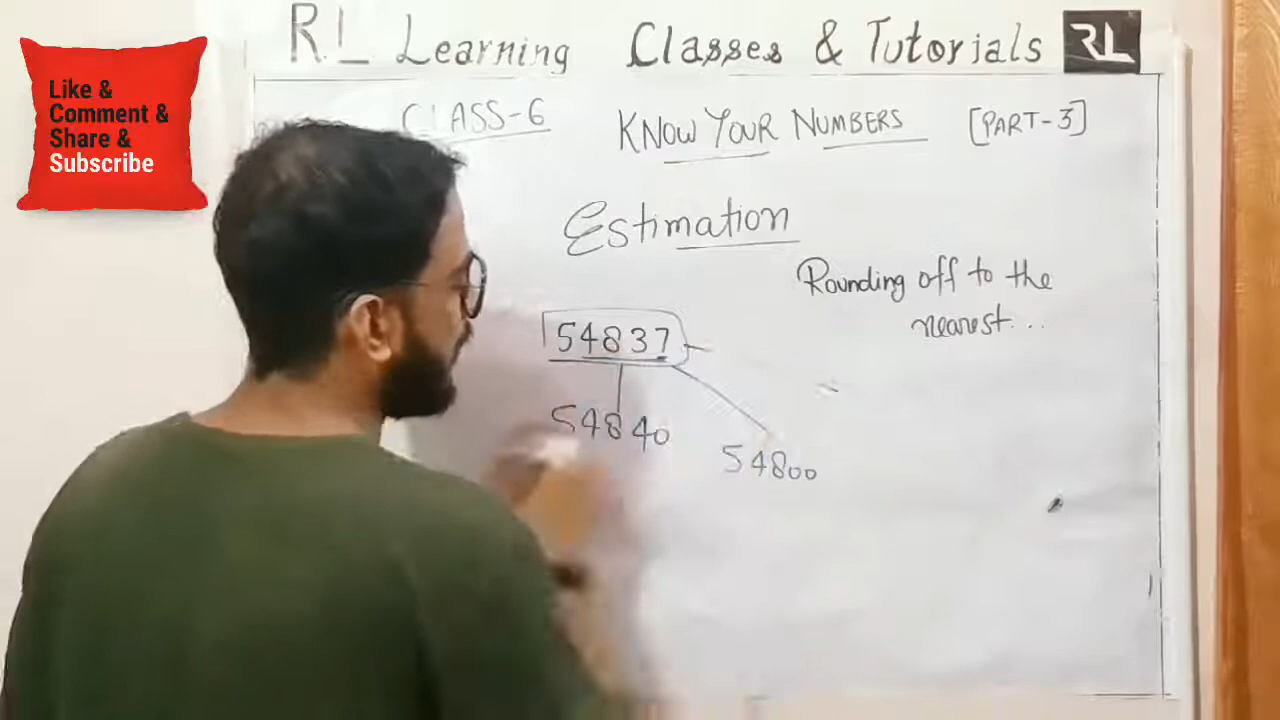 R.L Learning Classes & Tutorials RL
Like &
Comment &
Share &
Subscribe
CLASS-6 KNOW YOUR NUMBERS [PART-3]
Estimation
Rounding off to the
nearest...
54837
54840
54800